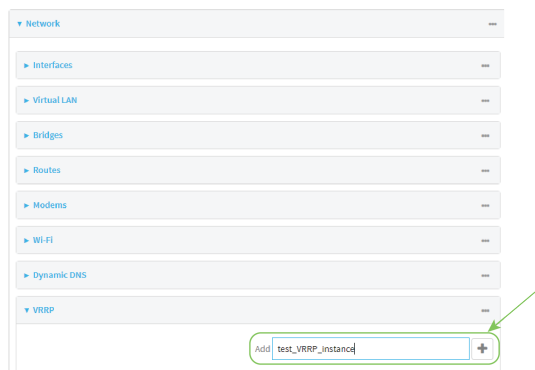 Network
Interfaces
Virtual LAN
Bridges
Routes
Modems
Wi-Fi
Dynamic DNS
VRRP
Add test_VRRP_instance